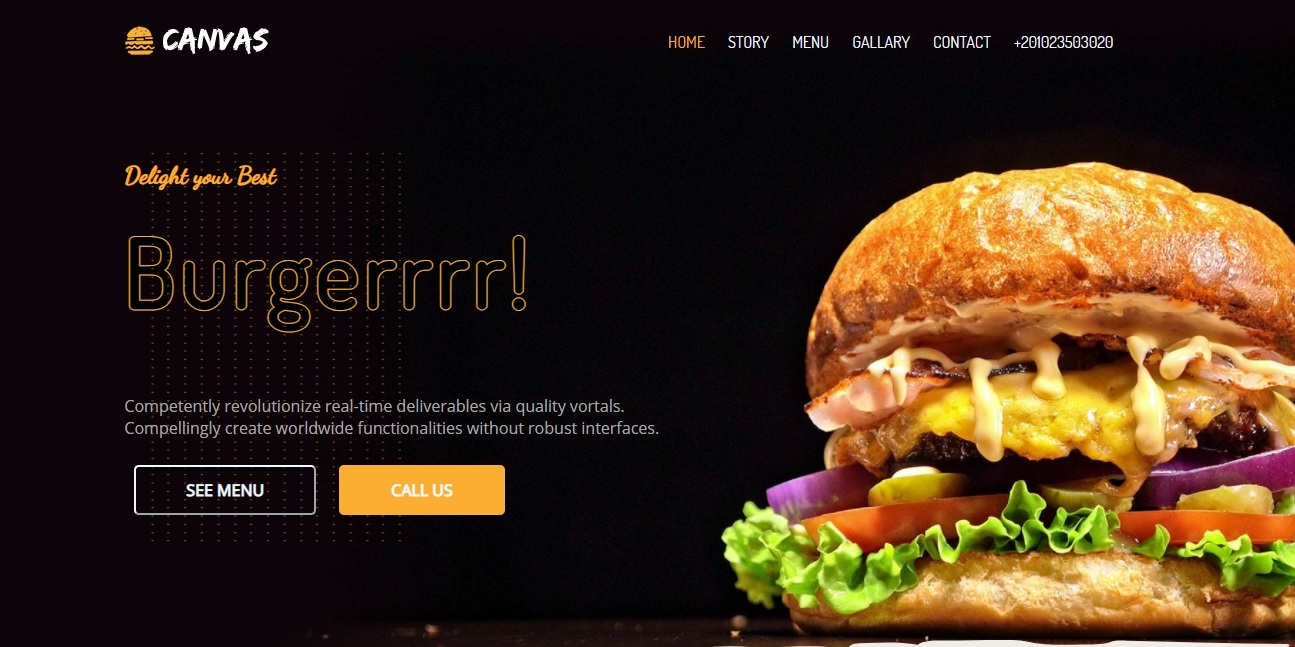 CANVAS
HOME STORY MENU GALLARY CONTACT +201023503020
Delight your Best
Burgerrrr!
Competently revolutionize real-time deliverables via quality vortals.
Compellingly create worldwide functionalities without robust interfaces.
SEE MENU CALL US